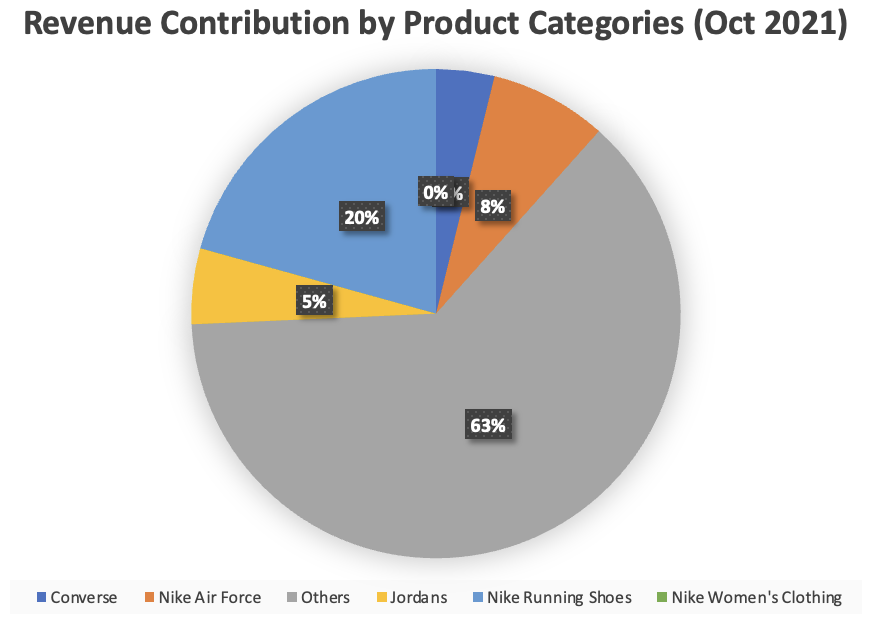 Revenue Contribution by Product Categories (Oct 2021)
0%
8%
20%
5%
63%
Converse Nike Air Force Others Jordans Nike Running Shoes Nike Women's Clothing